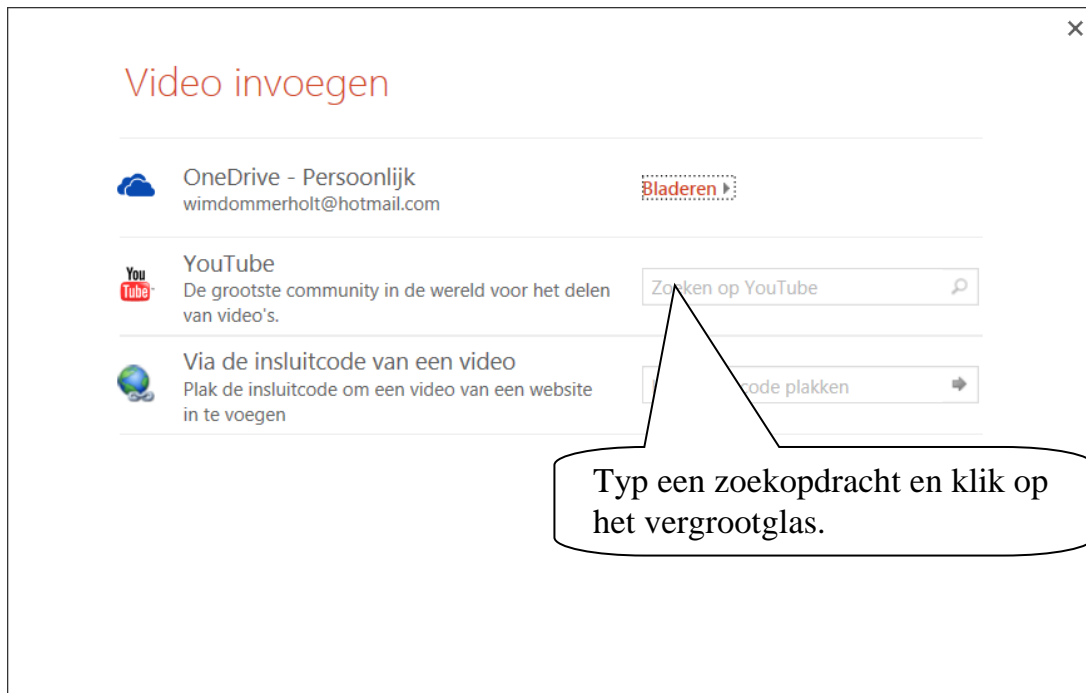 Video invoegen
OneDrive - Persoonlijk
wimdommerholt@hotmail.com
Bladeren
You
Tube
YouTube
De grootste community in de wereld voor het delen
van video's.
Zoeken op YouTube
Via de insluitcode van een video
Plak de insluitcode om een video van een website
in te voegen
code plakken
Typ een zoekopdracht en klik op
het vergrootglas.